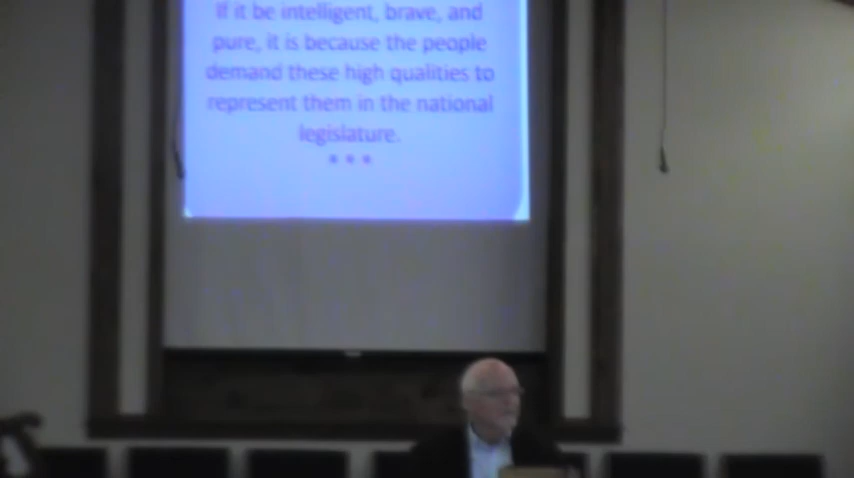 If it be intelligent, brave, and
pure, it is because the people
demand these high qualities to
represent them in the national
legislature.
* * *